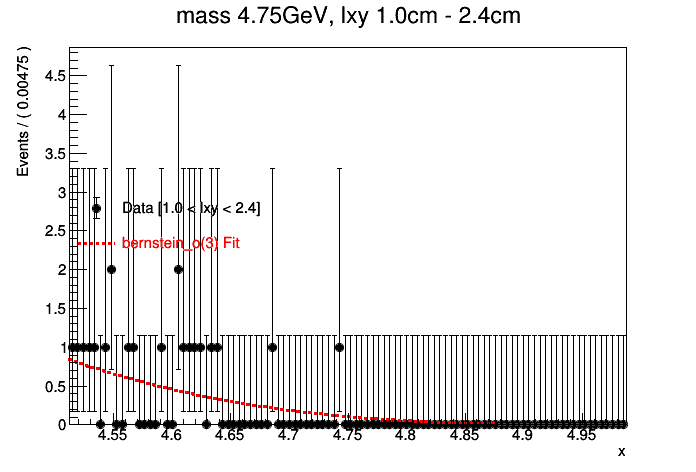 mass 4.75GeV, lxy 1.0cm - 2.4cm
Events / ( 0.00475 )
4.5
4
3.5
3
2.5
2
1.5
1
0.5
0
Data [1.0 < lxy < 2.4]
bernstein_o(3) Fit
4.55 4.6 4.65 4.7 4.75 4.8 4.85 4.9 4.95
x